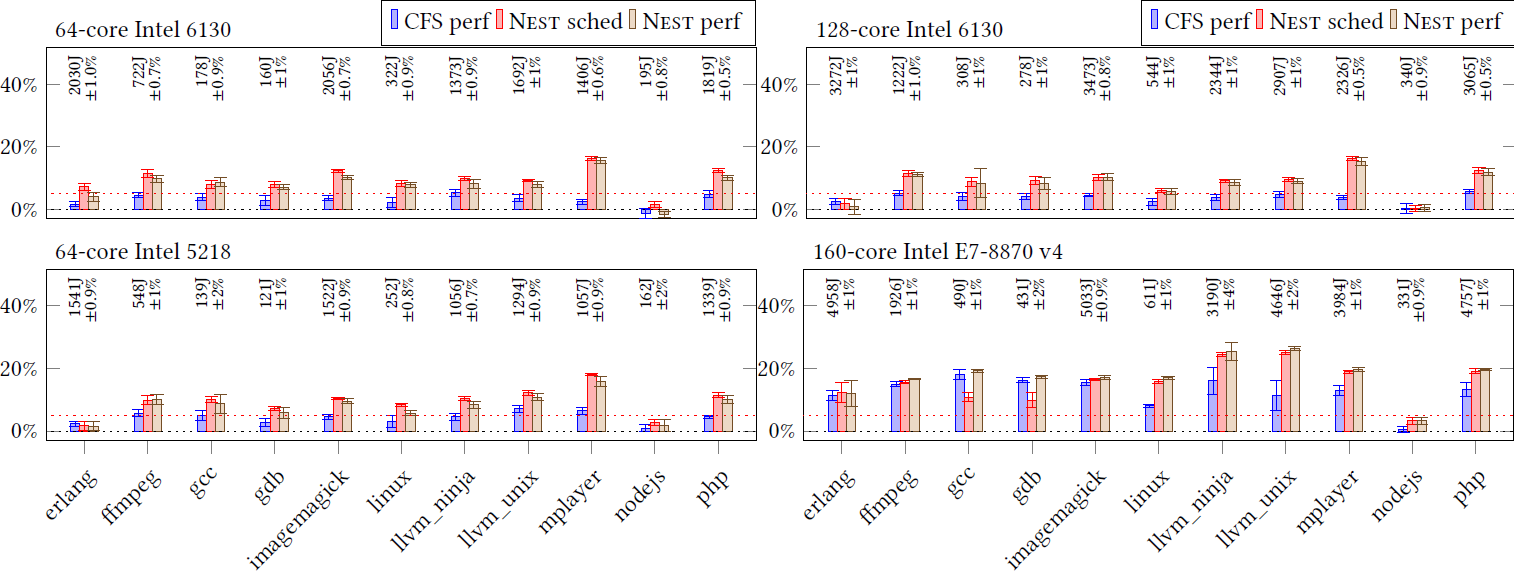 64-core Intel 6130
CFS perf NEST sched NEST perf
40%
20%
0%
2030J ±1.0%
722J ±0.7%
178J ±0.9%
160J ±1%
2056J ±0.7%
322J ±0.9%
1373J ±0.9%
1692J ±1%
1406J ±0.6%
195J ±0.8%
1819J ±0.5%
128-core Intel 6130
CFS perf NEST sched NEST perf
40%
20%
0%
3272J ±1%
1222J ±1.0%
308J ±1%
278J ±1%
3473J ±0.8%
544J ±1%
2344J ±1%
2907J ±1%
2326J ±0.5%
340J ±0.9%
3065J ±0.5%
64-core Intel 5218
40%
20%
0%
1541J ±0.9%
548J ±1%
139J ±2%
121J ±1%
1522J ±0.9%
252J ±0.8%
1056J ±0.7%
1294J ±0.9%
1057J ±0.9%
162J ±2%
1339J ±0.9%
erlang
ffmpeg
gcc
gdb
imagemagick
linux
llvm_ninja
llvm_unix
mplayer
nodejs
php
160-core Intel E7-8870 v4
40%
20%
0%
4958J ±1%
1926J ±1%
490J ±1%
431J ±2%
5033J ±0.9%
611J ±1%
3190J ±4%
4646J ±2%
3984J ±1%
331J ±0.9%
4757J ±1%
erlang
ffmpeg
gcc
gdb
imagemagick
linux
llvm_ninja
llvm_unix
mplayer
nodejs
php